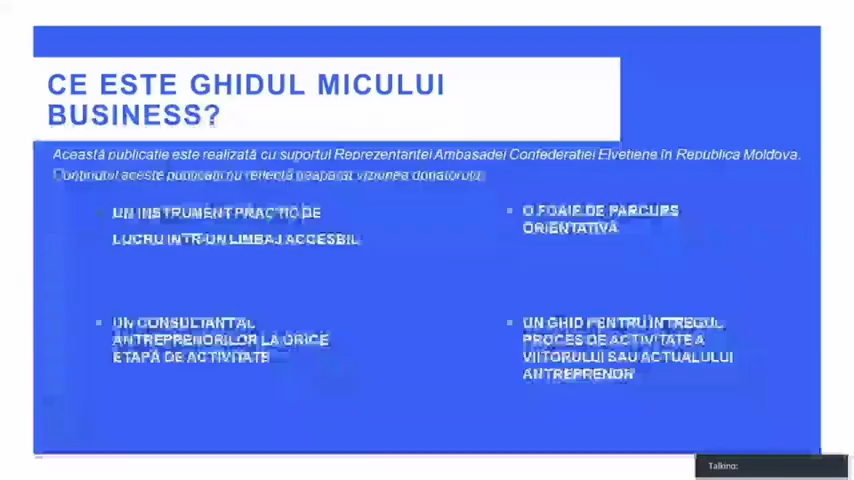 CE ESTE GHIDUL MICULUI
BUSINESS?
Această publicație este realizată cu suportul Reprezentanței Ambasadei Confederației Elvețiene în Republica Moldova.
Conținutul aceste publicații nu reflectă neapărat viziunea donatorului.
UN INSTRUMENT PRACTIC DE
LUCRU INTR-UN LIMBAJ ACCESBIL
O FOAIE DE PARCURS
ORIENTATIVĂ
UN CONSULTANT AL
ANTREPRENORILOR LA ORICE
ETAPĂ DE ACTIVITATE
UN GHID PENTRU ÎNTREGUL
PROCES DE ACTIVITATE A
VIITORULUI SAU ACTUALULUI
ANTREPRENOR
Talking: